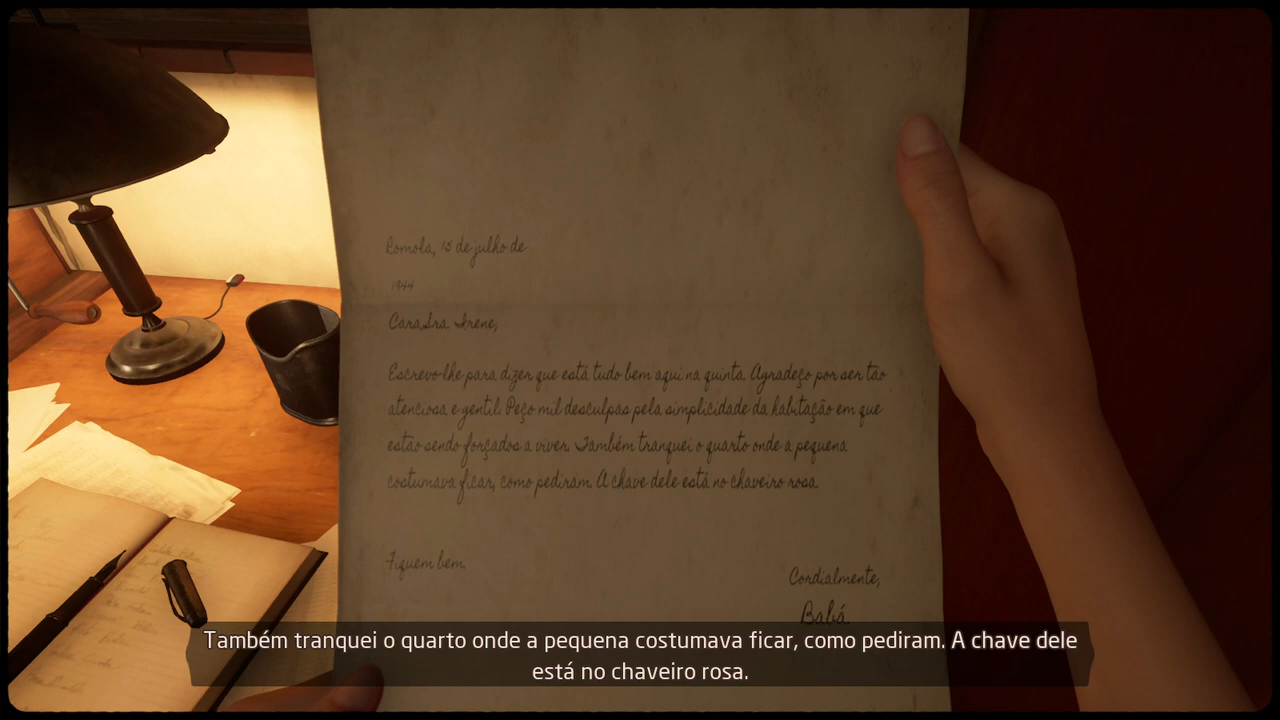 Romola, 15 de julho de
1944
Cara Sra. Irene,
Escrevo-lhe para dizer que está tudo bem aqui na quinta. Agradeço por ser tão
atenciosa e gentil. Peço mil desculpas pela simplicidade da habitação em que
estão sendo forçados a viver. Também tranquei o quarto onde a pequena
costumava ficar, como pediram. A chave dele está no chaveiro rosa.
Fiquem bem.
Cordialmente,
Babá
Também tranquei o quarto onde a pequena costumava ficar, como pediram. A chave dele
está no chaveiro rosa.